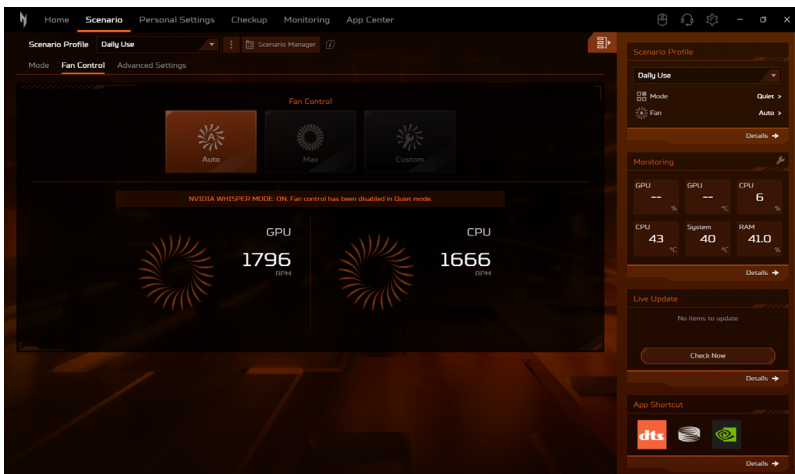 Home Scenario Personal Settings Checkup Monitoring App Center
Scenario Profile Daily Use Scenario Manager
Mode Fan Control Advanced Settings
Fan Control
A
Auto Max Custom
NVIDIA WHISPER MODE: ON. Fan control has been disabled in Quiet mode.
GPU
1796
RPM
CPU
1666
RPM
Scenario Profile
Daily Use
Mode Quiet >
Fan Auto >
Details
Monitoring
GPU GPU CPU
-- -- 6
% °C %
CPU System RAM
43 40 41.0
°C °C %
Details
Live Update
No items to update
Check Now
Details
App Shortcut
dts
Details